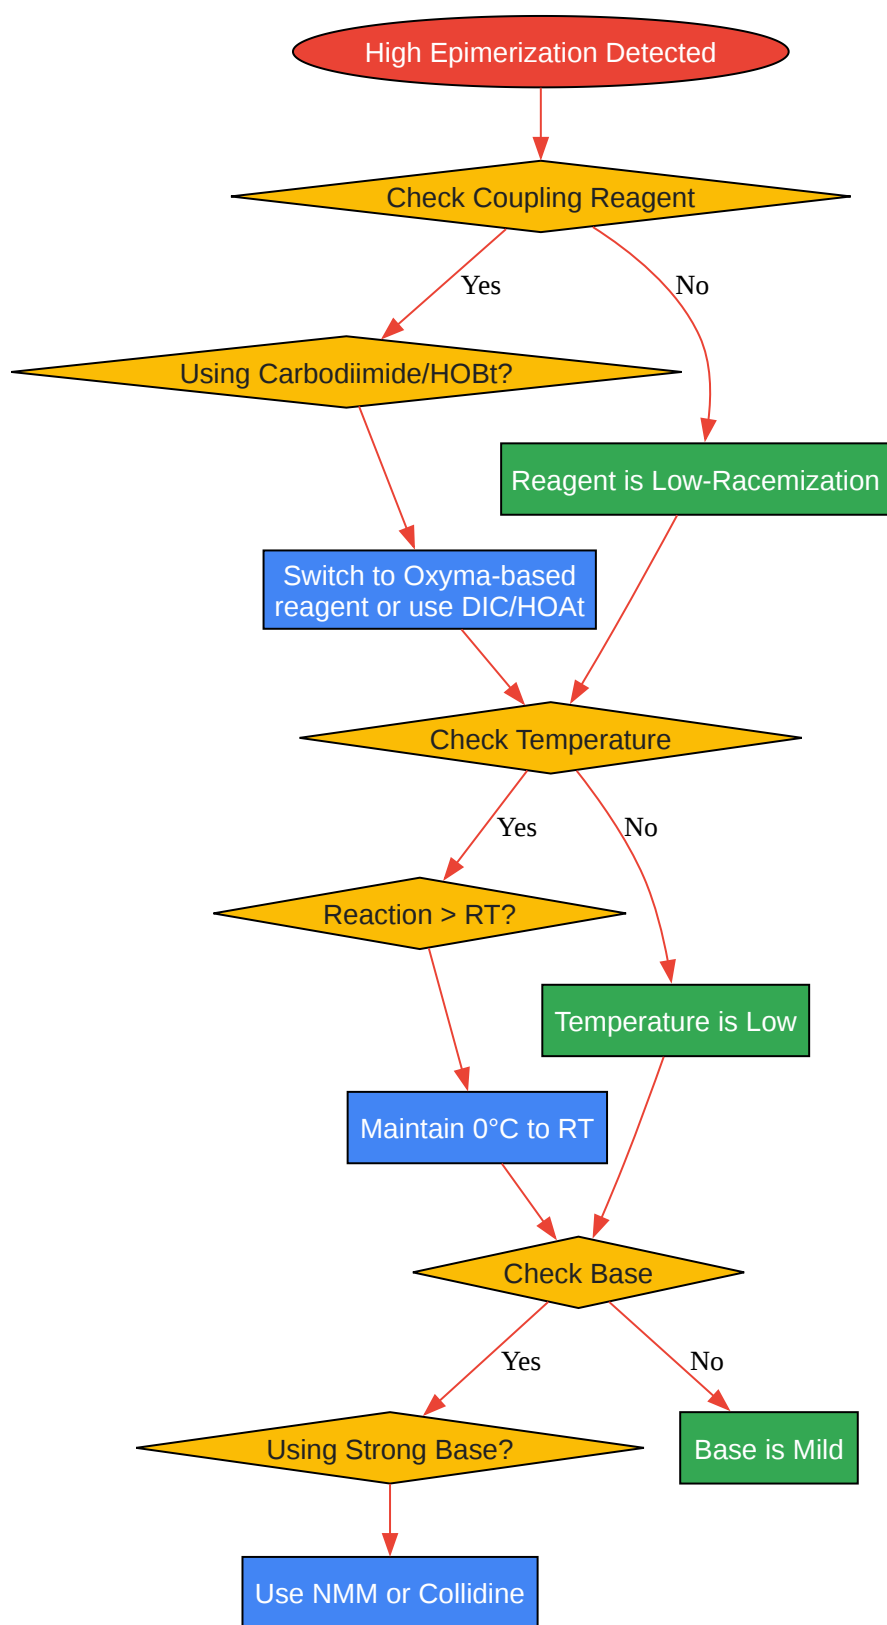 High Epimerization Detected
Check Coupling Reagent
Yes
No
Using Carbodiimide/HOBt?
Reagent is Low-Racemization
Switch to Oxyma-based
reagent or use DIC/HOAt
Check Temperature
Yes
No
Reaction > RT?
Temperature is Low
Maintain 0°C to RT
Check Base
Yes
No
Using Strong Base?
Base is Mild
Use NMM or Collidine